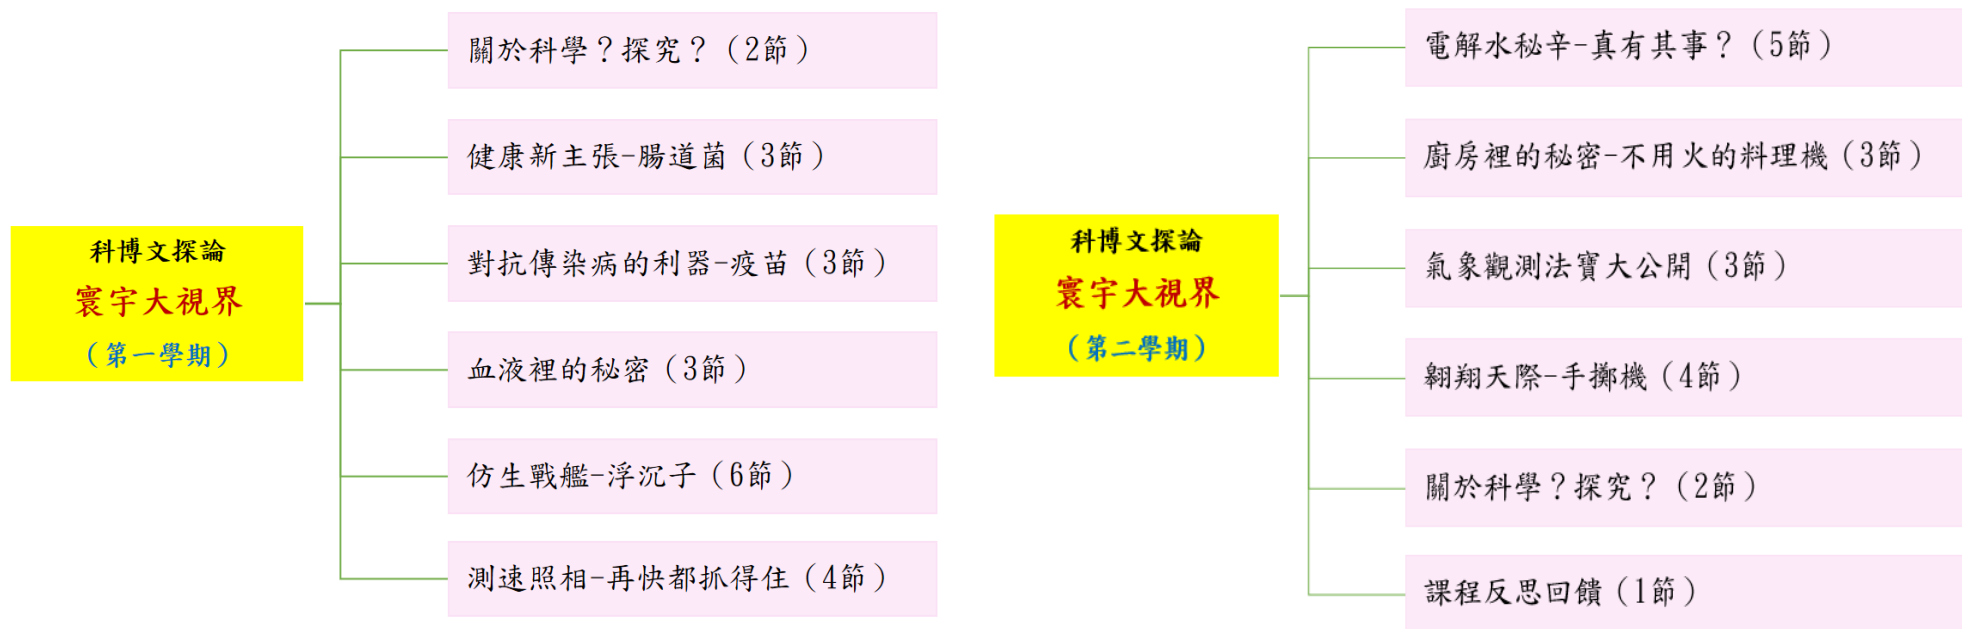 科博文探論
寰宇大視界
（第一學期）
關於科學？探究？（2節）
健康新主張-腸道菌（3節）
對抗傳染病的利器-疫苗（3節）
血液裡的秘密（3節）
仿生戰艦-浮沉子（6節）
測速照相-再快都抓得住（4節）
科博文探論
寰宇大視界
（第二學期）
電解水秘辛-真有其事？（5節）
廚房裡的秘密-不用火的料理機（3節）
氣象觀測法寶大公開（3節）
翱翔天際-手擲機（4節）
關於科學？探究？（2節）
課程反思回饋（1節）